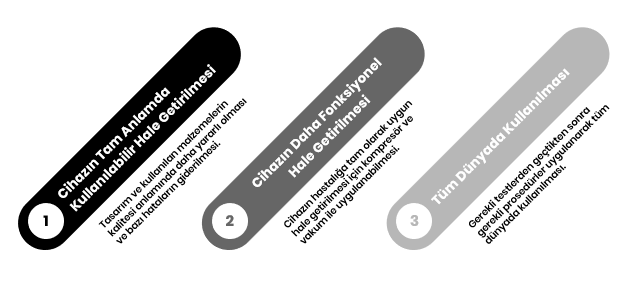 1
Cihazın Tam Anlamda
Kullanılabilir Hale Getirilmesi
Tasarım ve kullanılan malzemelerin
kalitesi anlamında daha yararlı olması
ve bazı hataların giderilmesi.
2
Cihazın Daha Fonksiyonel
Hale Getirilmesi
Cihazın hastalığa tam olarak uygun
hale getirilmesi için kompresör ve
vakum ile uygulanabilmesi.
3
Tüm Dünyada Kullanılması
Gerekli testlerden geçtikten sonra
gerekli prosedürler uygulanarak tüm
dünyada kullanılması.